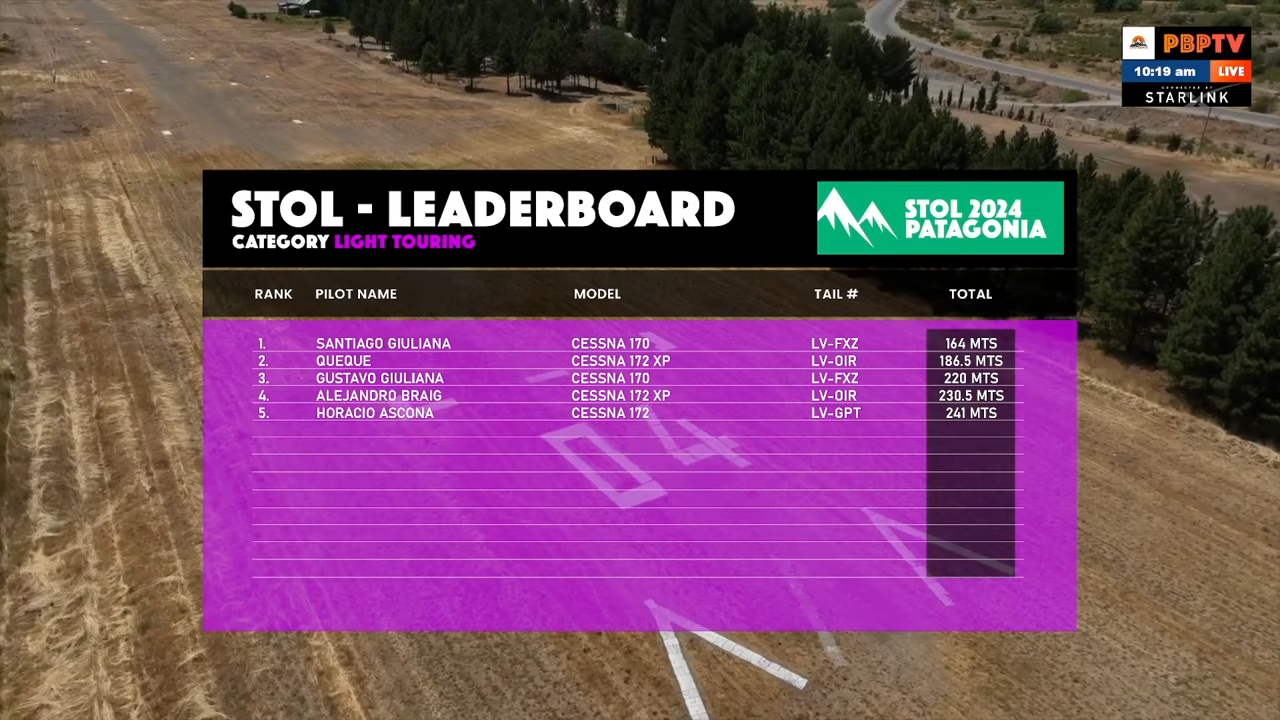 PBPTV
10:19 am LIVE
STARLINK
STOL - LEADERBOARD
CATEGORY LIGHT TOURING
STOL 2024
PATAGONIA
RANK PILOT NAME MODEL TAIL # TOTAL
1. SANTIAGO GIULIANA CESSNA 170 LV-FXZ 164 MTS
2. QUEQUE CESSNA 172 XP LV-OIR 186.5 MTS
3. GUSTAVO GIULIANA CESSNA 170 LV-FXZ 220 MTS
4. ALEJANDRO BRAIG CESSNA 172 XP LV-OIR 230.5 MTS
5. HORACIO ASCONA CESSNA 172 LV-GPT 241 MTS
04